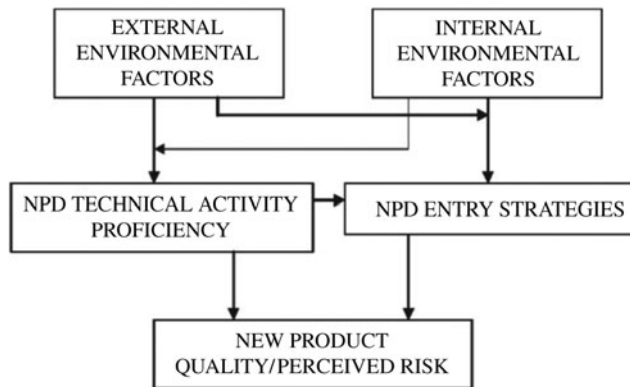 EXTERNAL
ENVIRONMENTAL
FACTORS
INTERNAL
ENVIRONMENTAL
FACTORS
NPD TECHNICAL ACTIVITY
PROFICIENCY
NPD ENTRY STRATEGIES
NEW PRODUCT
QUALITY/PERCEIVED RISK